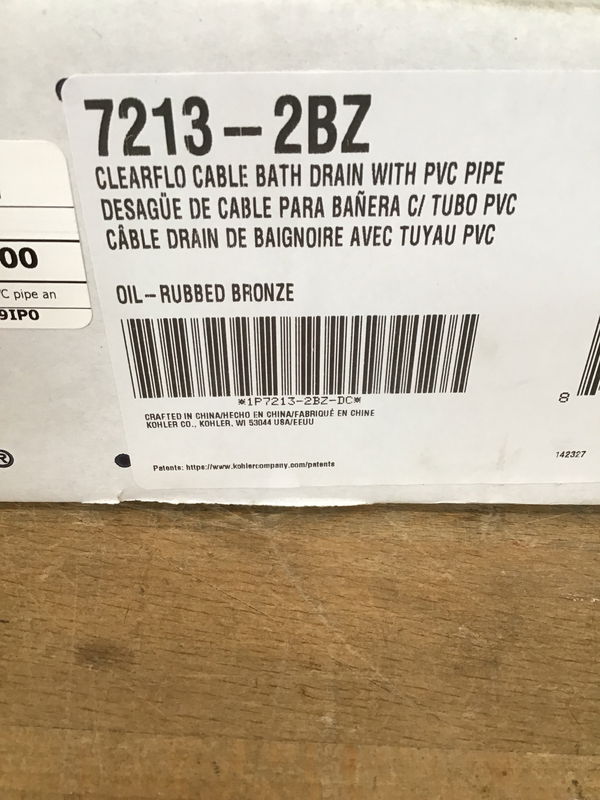 7213-2BZ
CLEARFLO CABLE BATH DRAIN WITH PVC PIPE
DESAGÜE DE CABLE PARA BAÑERA C/ TUBO PVC
CÂBLE DRAIN DE BAIGNOIRE AVEC TUYAU PVC
OIL-RUBBED BRONZE
*1P7213-2BZ-DC*
CRAFTED IN CHINA/HECHO EN CHINA/FABRIQUÉ EN CHINE
KOHLER CO., KOHLER, WI 53044 USA/EEUU
Patents: https://www.kohlercompany.com/patents
00
C pipe an
9IPO
®
8
142327